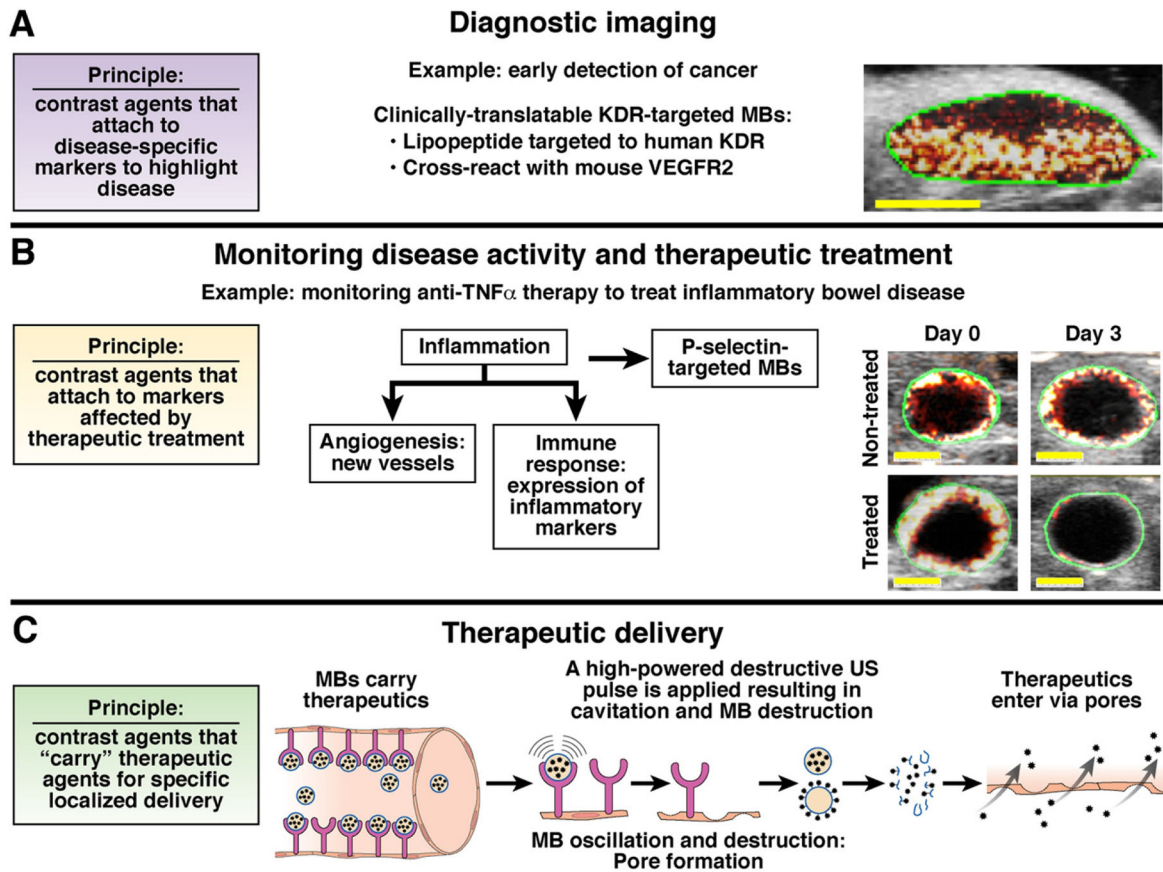 A
Diagnostic imaging
Principle:
contrast agents that
attach to
disease-specific
markers to highlight
disease
Example: early detection of cancer
Clinically-translatable KDR-targeted MBs:
• Lipopeptide targeted to human KDR
• Cross-react with mouse VEGFR2
B
Monitoring disease activity and therapeutic treatment
Example: monitoring anti-TNFα therapy to treat inflammatory bowel disease
Principle:
contrast agents that
attach to markers
affected by
therapeutic treatment
Inflammation
P-selectin-
targeted MBs
Angiogenesis:
new vessels
Immune
response:
expression of
inflammatory
markers
Day 0
Day 3
Non-treated
Treated
C
Therapeutic delivery
Principle:
contrast agents that
“carry” therapeutic
agents for specific
localized delivery
MBs carry
therapeutics
A high-powered destructive US
pulse is applied resulting in
cavitation and MB destruction
MB oscillation and destruction:
Pore formation
Therapeutics
enter via pores